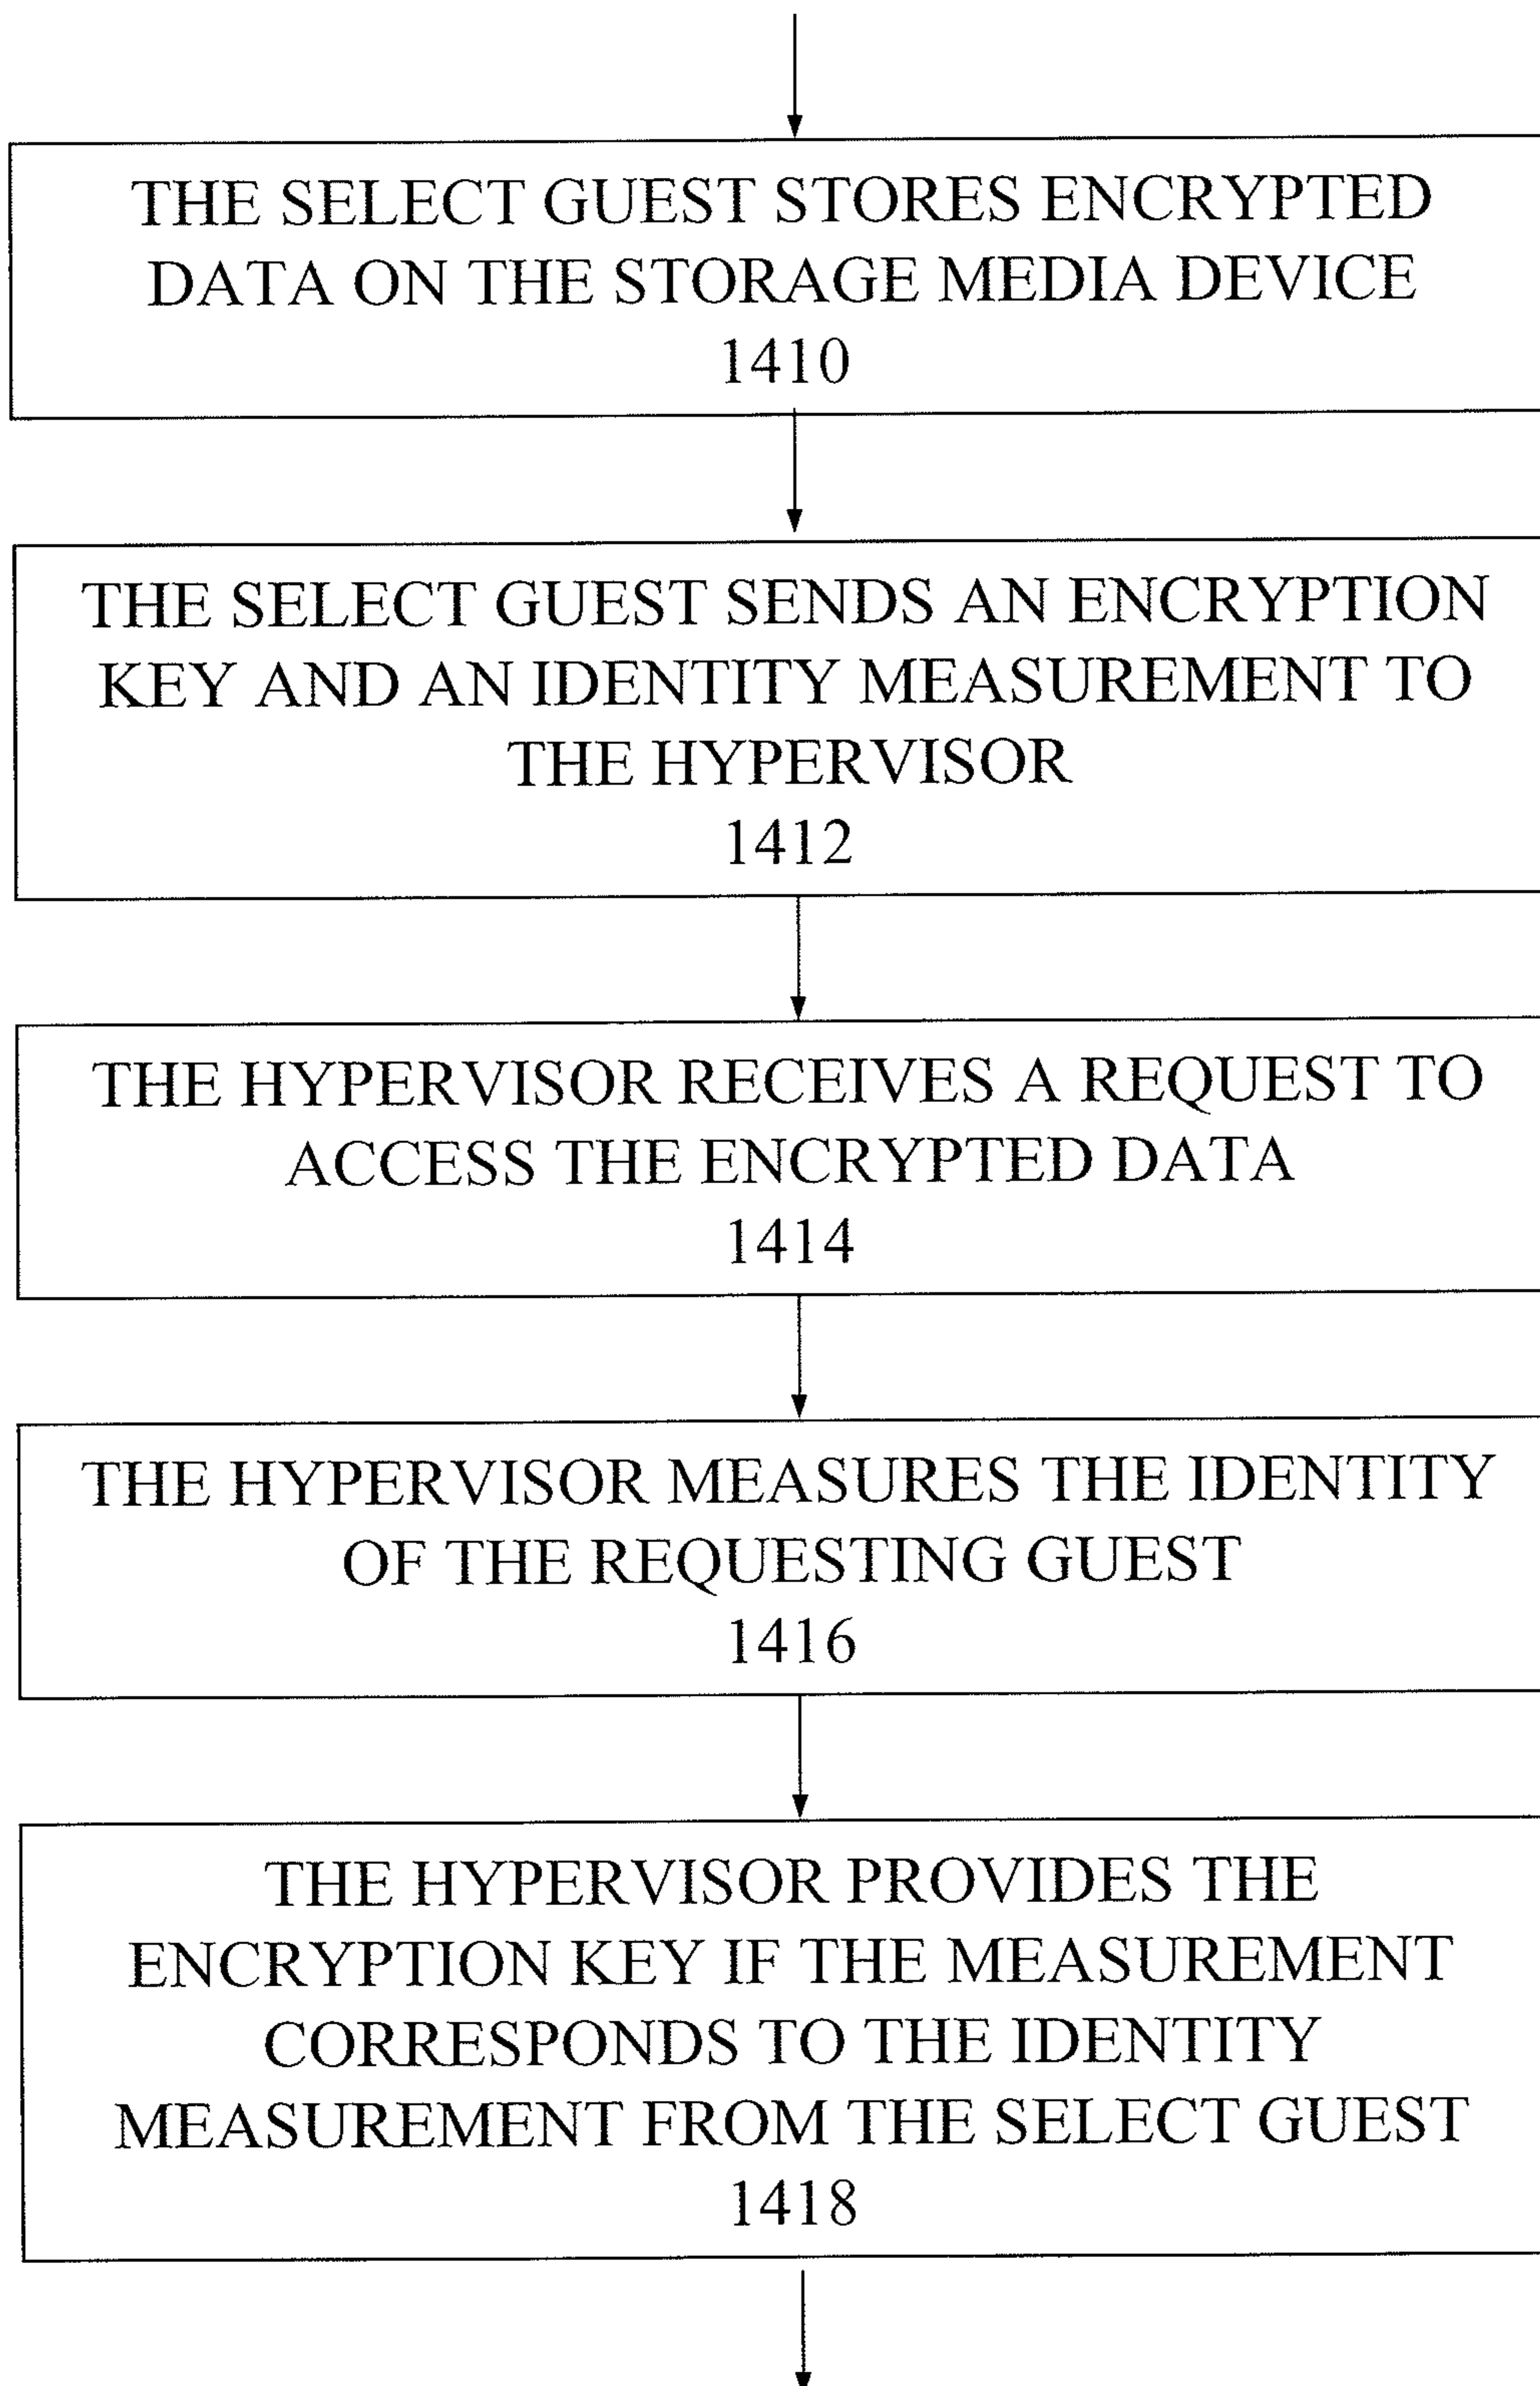 THE SELECT GUEST STORES ENCRYPTED
DATA ON THE STORAGE MEDIA DEVICE
1410
THE SELECT GUEST SENDS AN ENCRYPTION
KEY AND AN IDENTITY MEASUREMENT TO
THE HYPERVISOR
1412
THE HYPERVISOR RECEIVES A REQUEST TO
ACCESS THE ENCRYPTED DATA
1414
THE HYPERVISOR MEASURES THE IDENTITY
OF THE REQUESTING GUEST
1416
THE HYPERVISOR PROVIDES THE
ENCRYPTION KEY IF THE MEASUREMENT
CORRESPONDS TO THE IDENTITY
MEASUREMENT FROM THE SELECT GUEST
1418